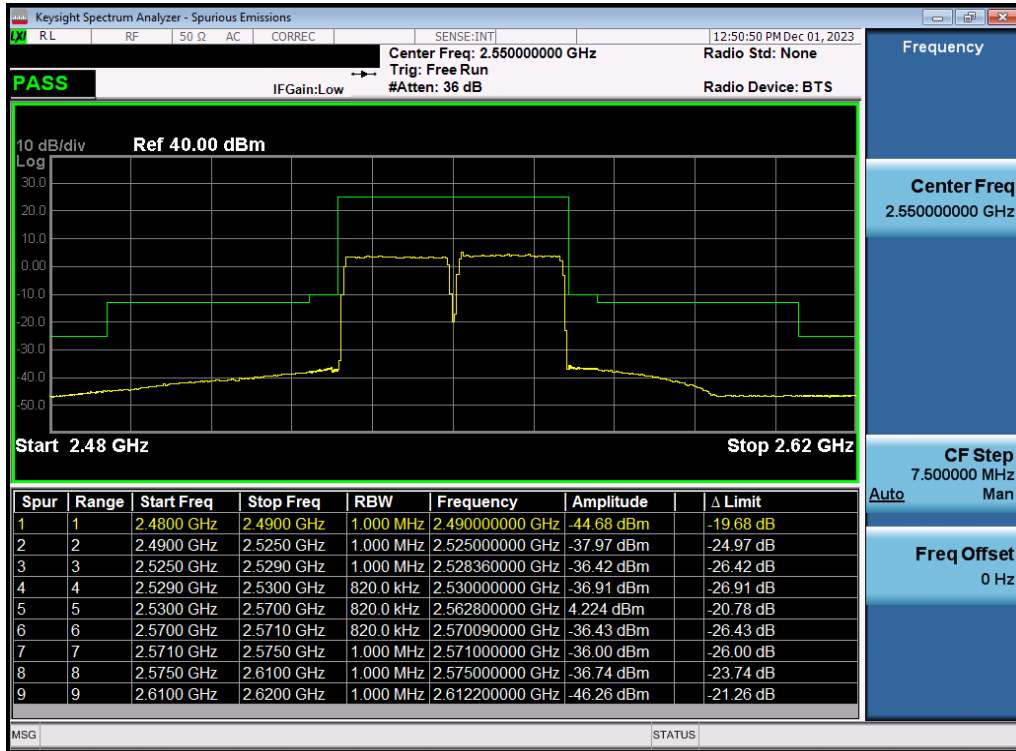 Keysight Spectrum Analyzer - Spurious Emissions
LXI RL RF 50 Ω AC CORREC SENSE:INT 12:50:50 PM Dec 01, 2023
Center Freq: 2.550000000 GHz Radio Std: None
Trig: Free Run
PASS IFGain:Low #Atten: 36 dB Radio Device: BTS
10 dB/div Ref 40.00 dBm
Log
30.0
20.0
10.0
0.00
-10.0
-20.0
-30.0
-40.0
-50.0
Start 2.48 GHz Stop 2.62 GHz
Spur Range Start Freq Stop Freq RBW Frequency Amplitude Δ Limit
1 1 2.4800 GHz 2.4900 GHz 1.000 MHz 2.490000000 GHz -44.68 dBm -19.68 dB
2 2 2.4900 GHz 2.5250 GHz 1.000 MHz 2.525000000 GHz -37.97 dBm -24.97 dB
3 3 2.5250 GHz 2.5290 GHz 1.000 MHz 2.528360000 GHz -36.42 dBm -26.42 dB
4 4 2.5290 GHz 2.5300 GHz 820.0 kHz 2.530000000 GHz -36.91 dBm -26.91 dB
5 5 2.5300 GHz 2.5700 GHz 820.0 kHz 2.562800000 GHz 4.224 dBm -20.78 dB
6 6 2.5700 GHz 2.5710 GHz 820.0 kHz 2.570090000 GHz -36.43 dBm -26.43 dB
7 7 2.5710 GHz 2.5750 GHz 1.000 MHz 2.571000000 GHz -36.00 dBm -26.00 dB
8 8 2.5750 GHz 2.6100 GHz 1.000 MHz 2.575000000 GHz -36.74 dBm -23.74 dB
9 9 2.6100 GHz 2.6200 GHz 1.000 MHz 2.612200000 GHz -46.26 dBm -21.26 dB
MSG STATUS
Frequency
Center Freq
2.550000000 GHz
CF Step
7.500000 MHz
Auto Man
Freq Offset
0 Hz